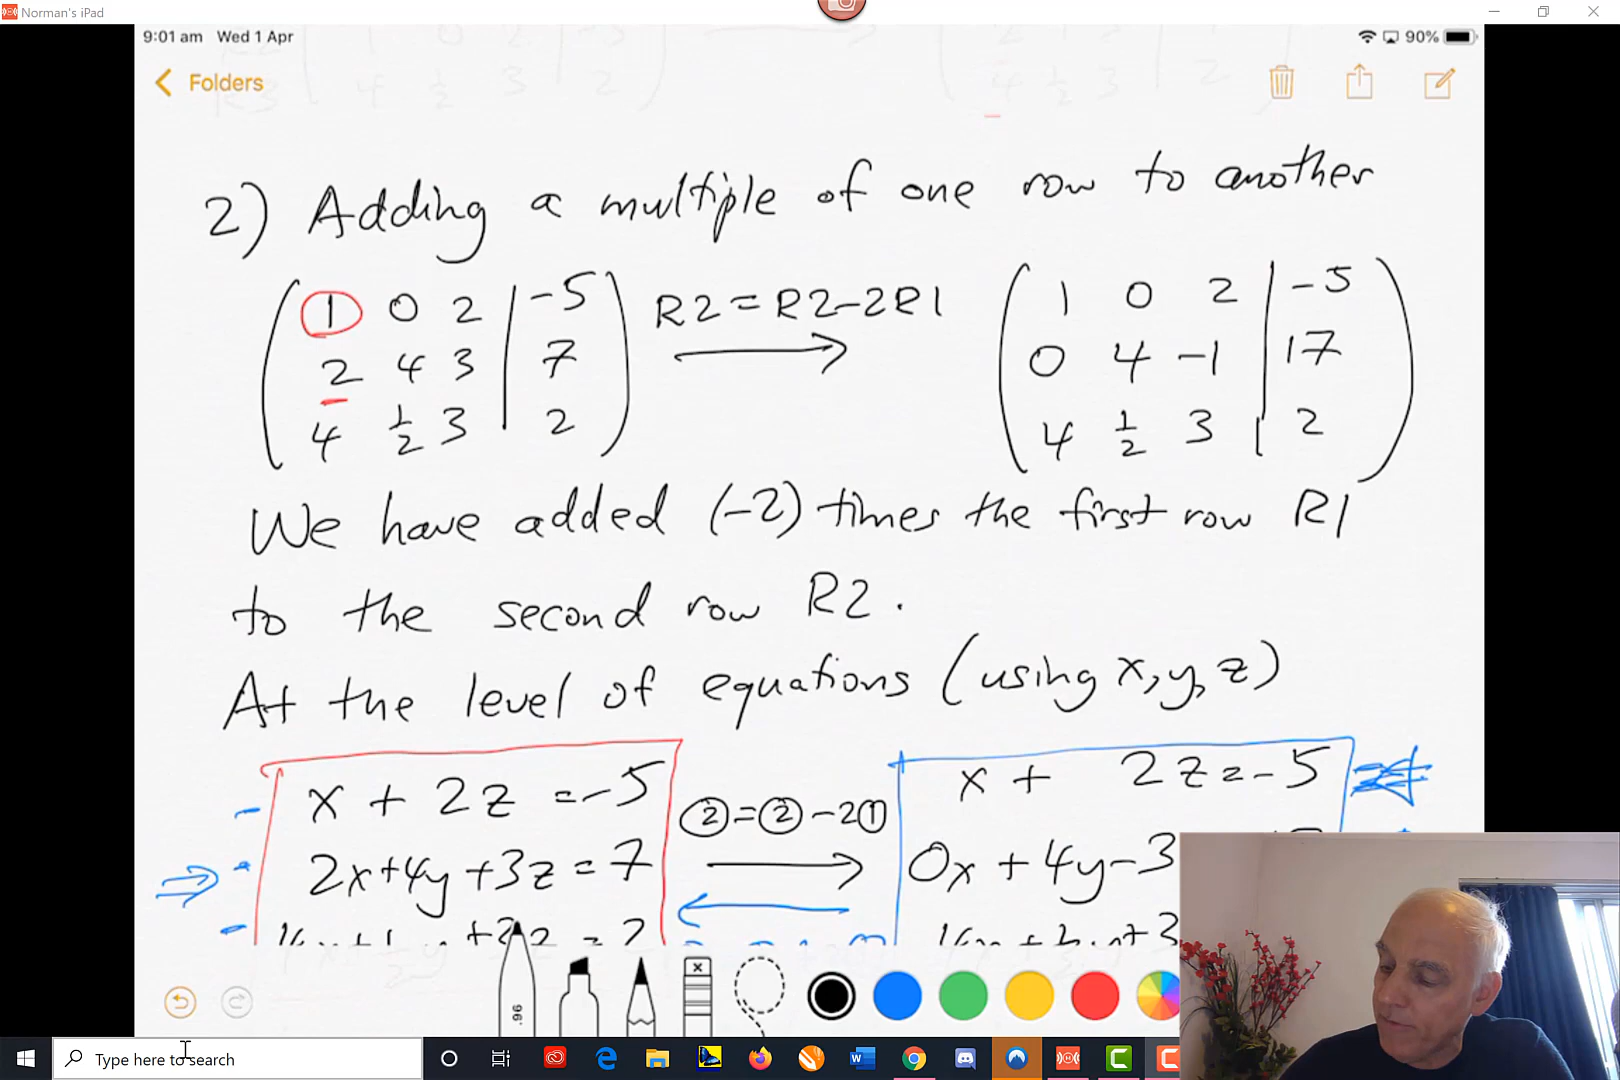 Norman's iPad
9:01 am Wed 1 Apr
90%
Folders
2) Adding a multiple of one row to another
1 0 2 | -5
2 4 3 | 7
4 1/2 3 | 2
R2 = R2-2R1
1 0 2 | -5
0 4 -1 | 17
4 1/2 3 | 2
We have added (-2) times the first row R1
to the second row R2.
At the level of equations (using x, y, z)
x + 2z = -5
2x+4y+3z = 7
② = ② - 2①
x + 2z = -5
0x + 4y - 3
.96
Type here to search